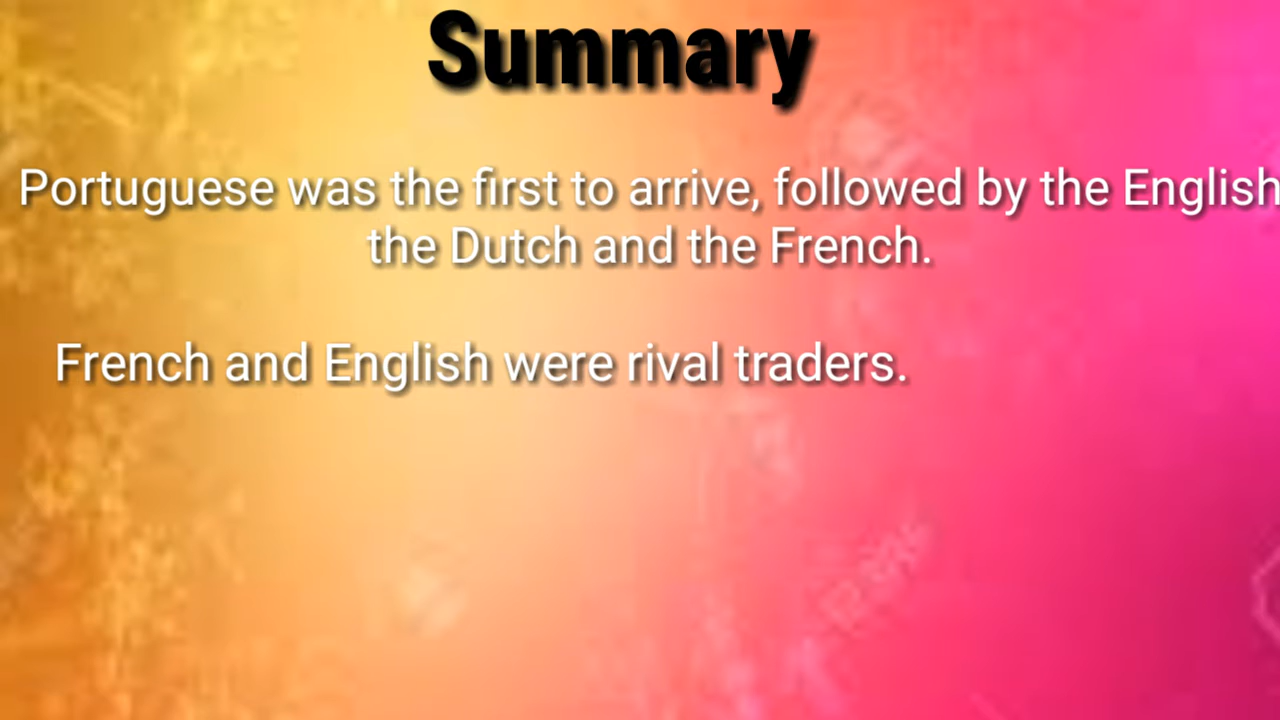 Summary
Portuguese was the first to arrive, followed by the English
the Dutch and the French.
French and English were rival traders.